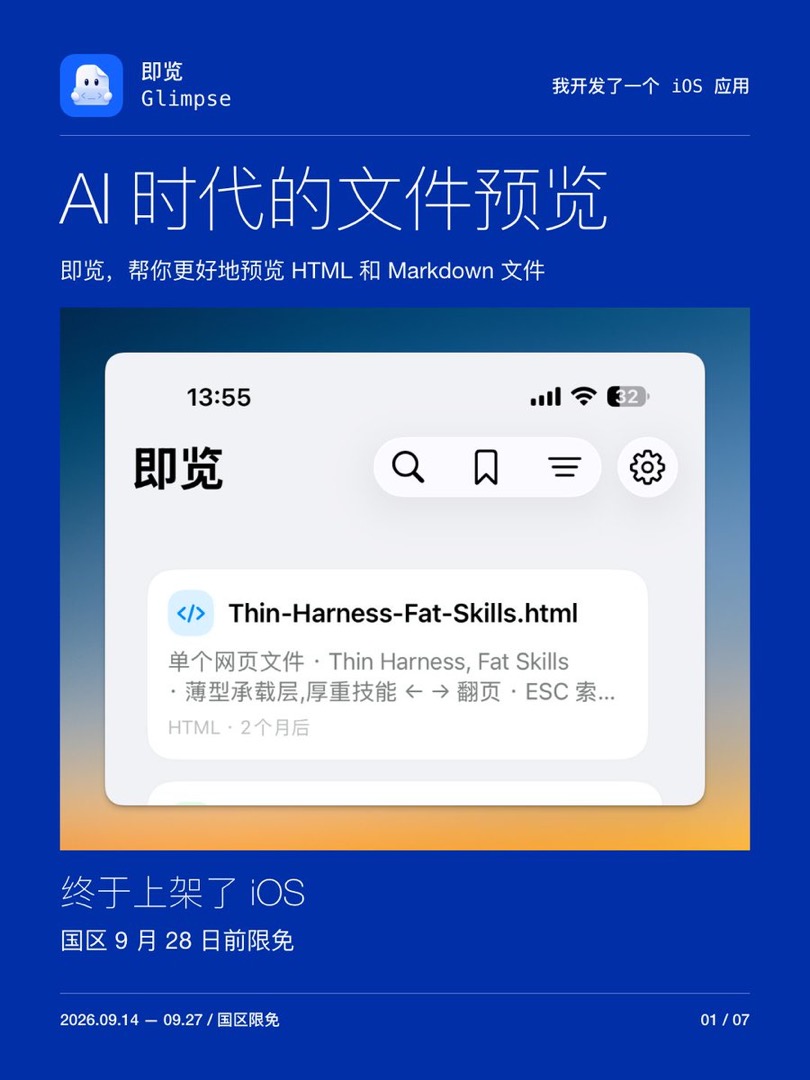 即览
Glimpse
我开发了一个 iOS 应用
AI 时代的文件预览
即览，帮你更好地预览 HTML 和 Markdown 文件
13:55
32
即览
</> Thin-Harness-Fat-Skills.html
单个网页文件 · Thin Harness, Fat Skills
· 薄型承载层,厚重技能 ← → 翻页 · ESC 索...
HTML · 2个月后
终于上架了 iOS
国区 9 月 28 日前限免
2026.09.14 — 09.27 / 国区限免
01 / 07